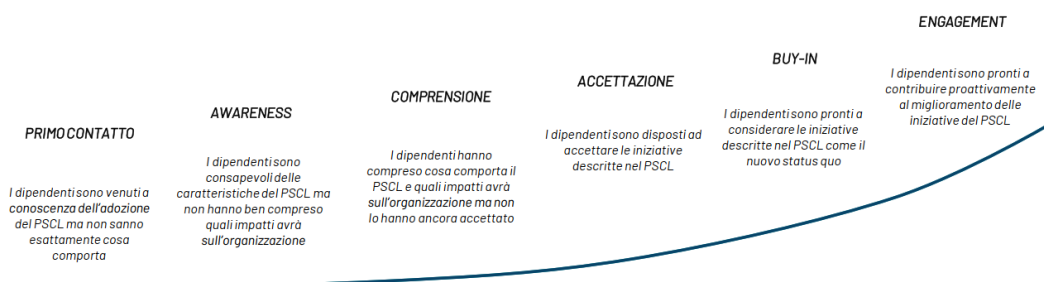 PRIMO CONTATTO
I dipendenti sono venuti a
conoscenza dell'adozione
del PSCL ma non sanno
esattamente cosa
comporta
AWARENESS
I dipendenti sono
consapevoli delle
caratteristiche del PSCL ma
non hanno ben compreso
quali impatti avrà
sull'organizzazione
COMPRENSIONE
I dipendenti hanno
compreso cosa comporta il
PSCL e quali impatti avrà
sull'organizzazione ma non
lo hanno ancora accettato
ACCETTAZIONE
I dipendenti sono disposti ad
accettare le iniziative
descritte nel PSCL
BUY-IN
I dipendenti sono pronti a
considerare le iniziative
descritte nel PSCL come il
nuovo status quo
ENGAGEMENT
I dipendenti sono pronti a
contribuire proattivamente
al miglioramento delle
iniziative del PSCL